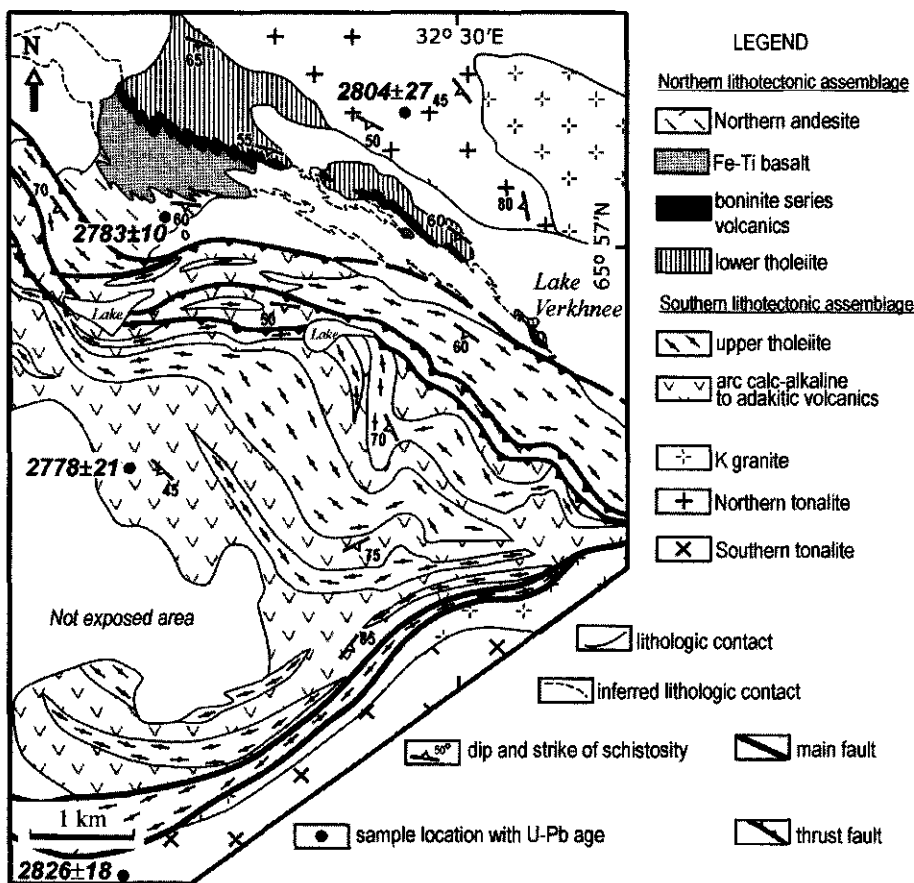 32° 30′E
N
65
2804±27
45
50
55
80
60
70
2783±10
60
65° 57′N
Lake
Verkhnee
Lake
Lake
50
60
70
2778±21
45
75
Not exposed area
85
1 km
2826±18
LEGEND
Northern lithotectonic assemblage
Northern andesite
Fe-Ti basalt
boninite series
volcanics
lower tholeiite
Southern lithotectonic assemblage
upper tholeiite
arc calc-alkaline
to adakitic volcanics
K granite
Northern tonalite
Southern tonalite
lithologic contact
inferred lithologic contact
50° dip and strike of schistosity
main fault
sample location with U-Pb age
thrust fault